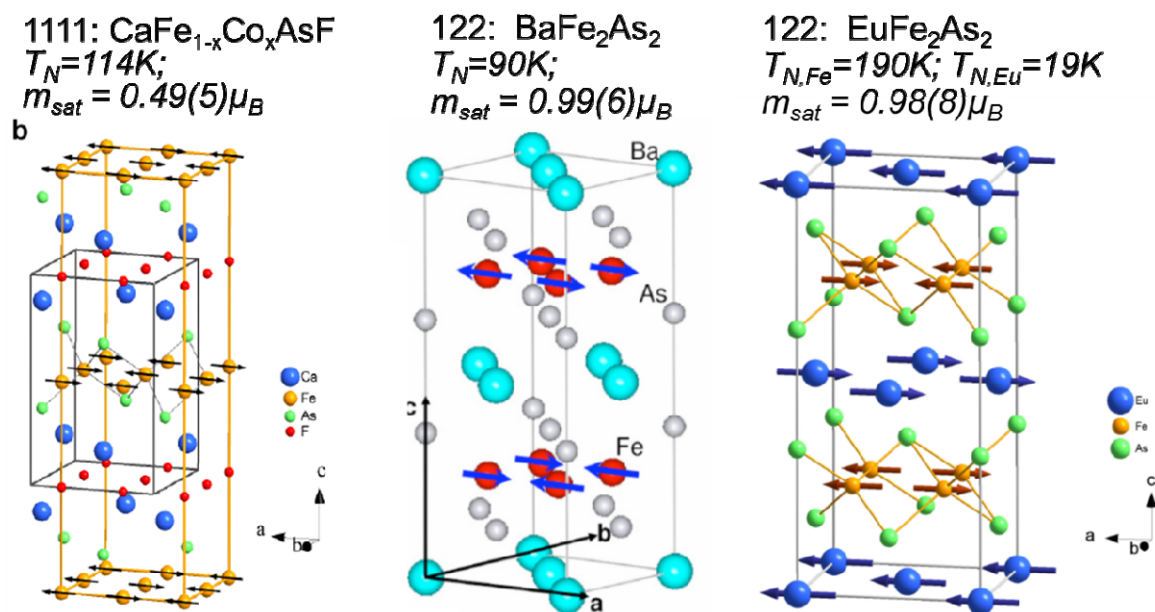 1111: CaFe1-xCoxAsF
TN=114K;
msat = 0.49(5)μB
b
Ca
Fe
As
F
c
a
b
122: BaFe2As2
TN=90K;
msat = 0.99(6)μB
Ba
As
Fe
c
b
a
122: EuFe2As2
TN,Fe=190K; TN,Eu=19K
msat = 0.98(8)μB
Eu
Fe
As
c
a
b